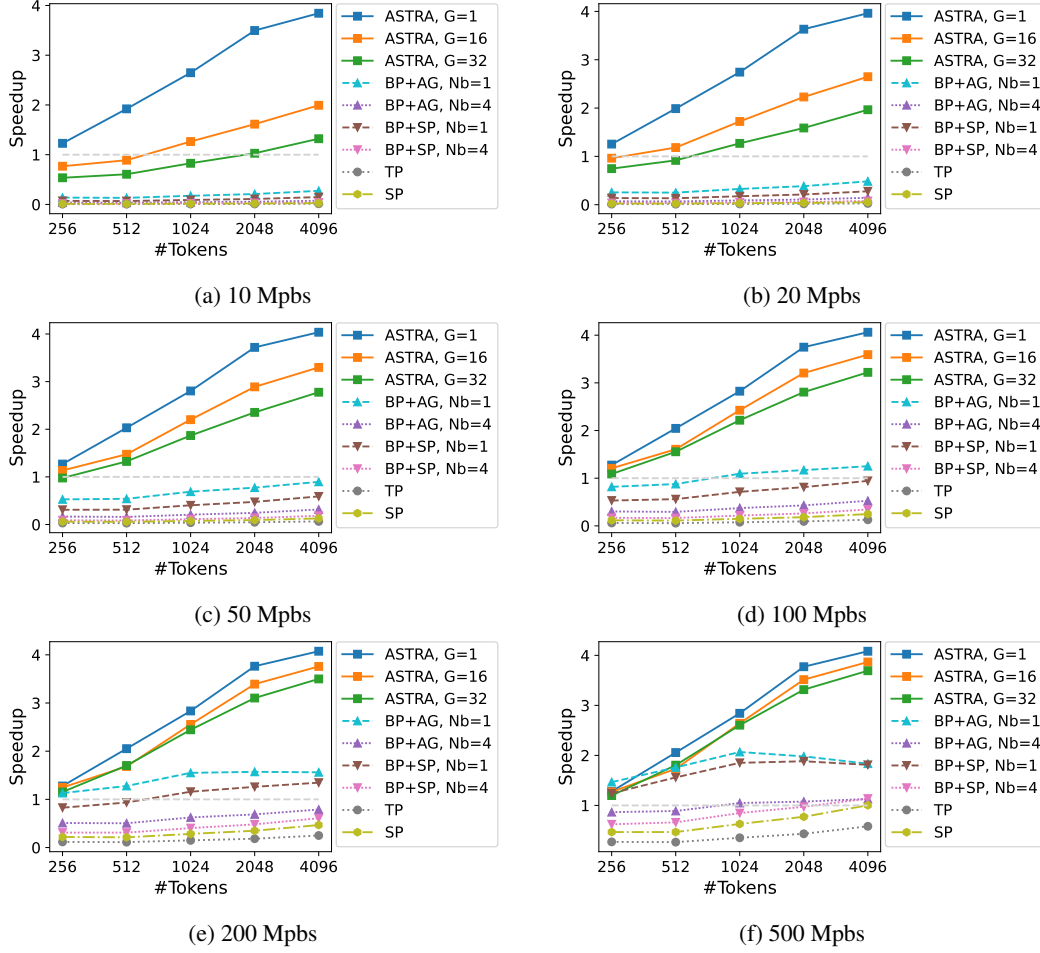 4
3
2
1
0
Speedup
256 512 1024 2048 4096
#Tokens
ASTRA, G=1
ASTRA, G=16
ASTRA, G=32
BP+AG, Nb=1
BP+AG, Nb=4
BP+SP, Nb=1
BP+SP, Nb=4
TP
SP
(a) 10 Mpbs
4
3
2
1
0
Speedup
256 512 1024 2048 4096
#Tokens
ASTRA, G=1
ASTRA, G=16
ASTRA, G=32
BP+AG, Nb=1
BP+AG, Nb=4
BP+SP, Nb=1
BP+SP, Nb=4
TP
SP
(b) 20 Mpbs
4
3
2
1
0
Speedup
256 512 1024 2048 4096
#Tokens
ASTRA, G=1
ASTRA, G=16
ASTRA, G=32
BP+AG, Nb=1
BP+AG, Nb=4
BP+SP, Nb=1
BP+SP, Nb=4
TP
SP
(c) 50 Mpbs
4
3
2
1
0
Speedup
256 512 1024 2048 4096
#Tokens
ASTRA, G=1
ASTRA, G=16
ASTRA, G=32
BP+AG, Nb=1
BP+AG, Nb=4
BP+SP, Nb=1
BP+SP, Nb=4
TP
SP
(d) 100 Mpbs
4
3
2
1
0
Speedup
256 512 1024 2048 4096
#Tokens
ASTRA, G=1
ASTRA, G=16
ASTRA, G=32
BP+AG, Nb=1
BP+AG, Nb=4
BP+SP, Nb=1
BP+SP, Nb=4
TP
SP
(e) 200 Mpbs
4
3
2
1
Speedup
256 512 1024 2048 4096
#Tokens
ASTRA, G=1
ASTRA, G=16
ASTRA, G=32
BP+AG, Nb=1
BP+AG, Nb=4
BP+SP, Nb=1
BP+SP, Nb=4
TP
SP
(f) 500 Mpbs